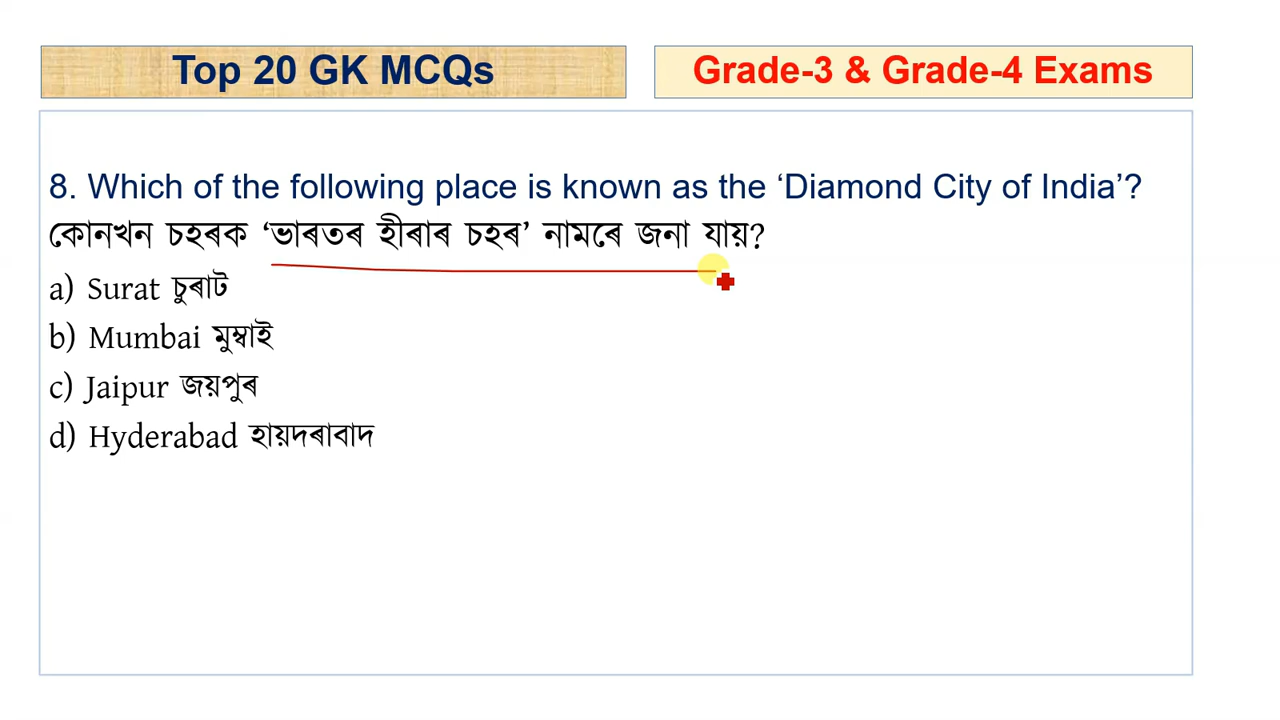 Top 20 GK MCQs
Grade-3 & Grade-4 Exams
8. Which of the following place is known as the ‘Diamond City of India’?
কোনখন চহৰক ‘ভাৰতৰ হীৰাৰ চহৰ’ নামৰে জনা যায়?
a) Surat চুৰাট
b) Mumbai মুম্বাই
c) Jaipur জয়পুৰ
d) Hyderabad হায়দৰাবাদ